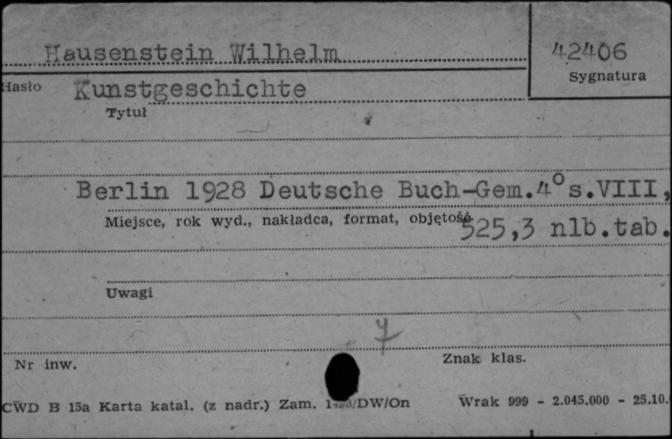 Hausenstein Wilhelm
42406
Sygnatura
Hasło Kunstgeschichte
Tytuł
Berlin 1928 Deutsche Buch-Gem.4° s.VIII,
Miejsce, rok wyd., nakładca, format, objętość
525,3 nlb.tab.
Uwagi
y
Nr inw.
Znak klas.
CWD B 15a Karta katal. (z nadr.) Zam. /DW/On Wrak 999 - 2.045.000 - 25.10.